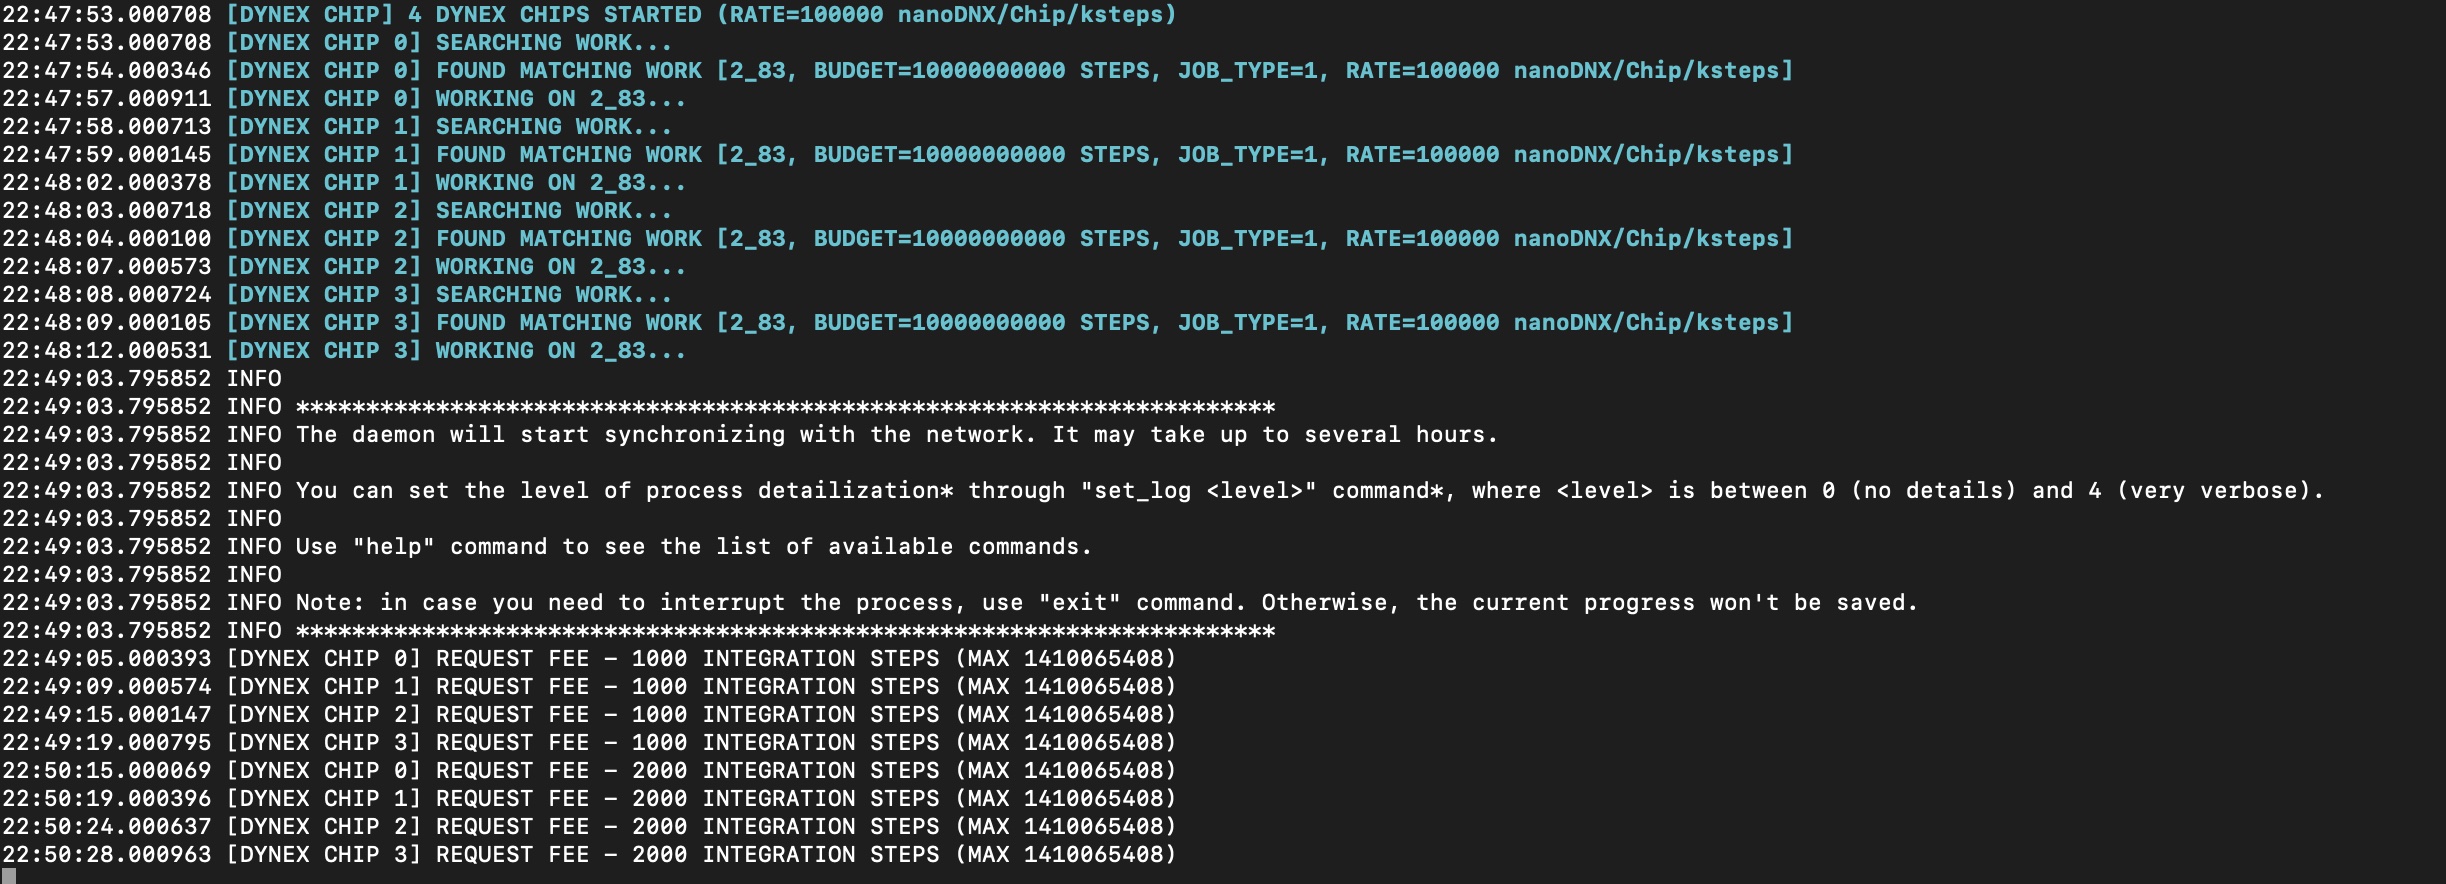 22:47:53.000708 [DYNEX CHIP] 4 DYNEX CHIPS STARTED (RATE=100000 nanoDNX/Chip/ksteps)
22:47:53.000708 [DYNEX CHIP 0] SEARCHING WORK...
22:47:54.000346 [DYNEX CHIP 0] FOUND MATCHING WORK [2_83, BUDGET=10000000000 STEPS, JOB_TYPE=1, RATE=100000 nanoDNX/Chip/ksteps]
22:47:57.000911 [DYNEX CHIP 0] WORKING ON 2_83...
22:47:58.000713 [DYNEX CHIP 1] SEARCHING WORK...
22:47:59.000145 [DYNEX CHIP 1] FOUND MATCHING WORK [2_83, BUDGET=10000000000 STEPS, JOB_TYPE=1, RATE=100000 nanoDNX/Chip/ksteps]
22:48:02.000378 [DYNEX CHIP 1] WORKING ON 2_83...
22:48:03.000718 [DYNEX CHIP 2] SEARCHING WORK...
22:48:04.000100 [DYNEX CHIP 2] FOUND MATCHING WORK [2_83, BUDGET=10000000000 STEPS, JOB_TYPE=1, RATE=100000 nanoDNX/Chip/ksteps]
22:48:07.000573 [DYNEX CHIP 2] WORKING ON 2_83...
22:48:08.000724 [DYNEX CHIP 3] SEARCHING WORK...
22:48:09.000105 [DYNEX CHIP 3] FOUND MATCHING WORK [2_83, BUDGET=10000000000 STEPS, JOB_TYPE=1, RATE=100000 nanoDNX/Chip/ksteps]
22:48:12.000531 [DYNEX CHIP 3] WORKING ON 2_83...
22:49:03.795852 INFO
22:49:03.795852 INFO **********************************************************************
22:49:03.795852 INFO The daemon will start synchronizing with the network. It may take up to several hours.
22:49:03.795852 INFO
22:49:03.795852 INFO You can set the level of process detailization* through "set_log <level>" command*, where <level> is between 0 (no details) and 4 (very verbose).
22:49:03.795852 INFO
22:49:03.795852 INFO Use "help" command to see the list of available commands.
22:49:03.795852 INFO
22:49:03.795852 INFO Note: in case you need to interrupt the process, use "exit" command. Otherwise, the current progress won't be saved.
22:49:03.795852 INFO **********************************************************************
22:49:05.000393 [DYNEX CHIP 0] REQUEST FEE – 1000 INTEGRATION STEPS (MAX 1410065408)
22:49:09.000574 [DYNEX CHIP 1] REQUEST FEE – 1000 INTEGRATION STEPS (MAX 1410065408)
22:49:15.000147 [DYNEX CHIP 2] REQUEST FEE – 1000 INTEGRATION STEPS (MAX 1410065408)
22:49:19.000795 [DYNEX CHIP 3] REQUEST FEE – 1000 INTEGRATION STEPS (MAX 1410065408)
22:50:15.000069 [DYNEX CHIP 0] REQUEST FEE – 2000 INTEGRATION STEPS (MAX 1410065408)
22:50:19.000396 [DYNEX CHIP 1] REQUEST FEE – 2000 INTEGRATION STEPS (MAX 1410065408)
22:50:24.000637 [DYNEX CHIP 2] REQUEST FEE – 2000 INTEGRATION STEPS (MAX 1410065408)
22:50:28.000963 [DYNEX CHIP 3] REQUEST FEE – 2000 INTEGRATION STEPS (MAX 1410065408)